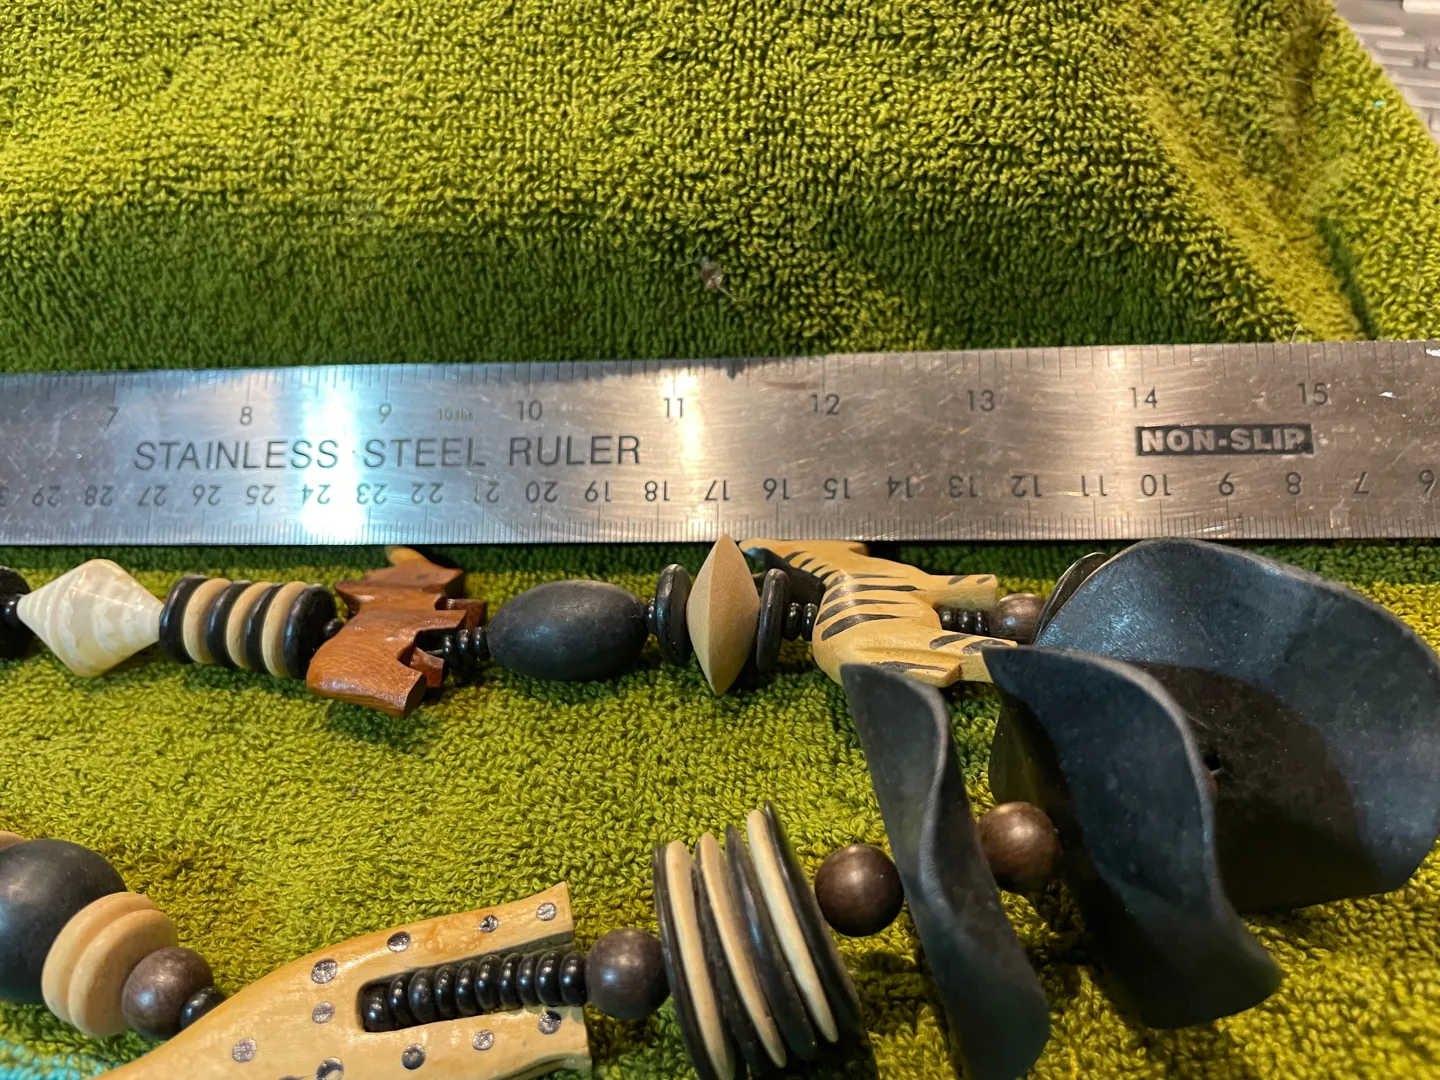 7 8 9 10ths 10 11 12 13 14 15
STAINLESS STEEL RULER NON-SLIP
29 28 27 26 25 24 23 22 21 20 19 18 17 16 15 14 13 12 11 10 9 8 7 6